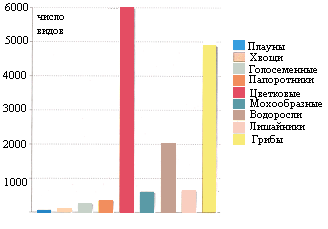 6000
число
видов
5000
4000
3000
2000
1000
Плауны
Хвощи
Голосеменные
Папоротники
Цветковые
Мохообразные
Водоросли
Лишайники
Грибы